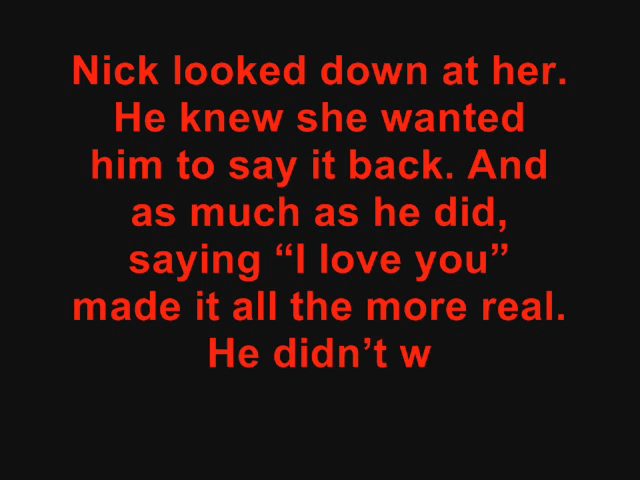 Nick looked down at her.
He knew she wanted
him to say it back. And
as much as he did,
saying “I love you”
made it all the more real.
He didn’t w